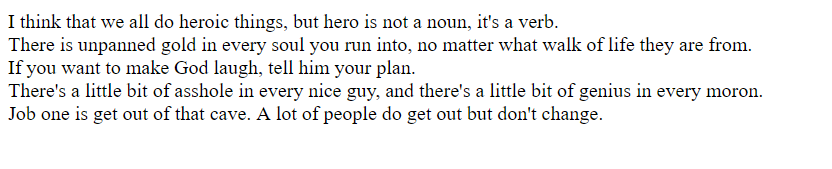 I think that we all do heroic things, but hero is not a noun, it's a verb.
There is unpanned gold in every soul you run into, no matter what walk of life they are from.
If you want to make God laugh, tell him your plan.
There's a little bit of asshole in every nice guy, and there's a little bit of genius in every moron.
Job one is get out of that cave. A lot of people do get out but don't change.